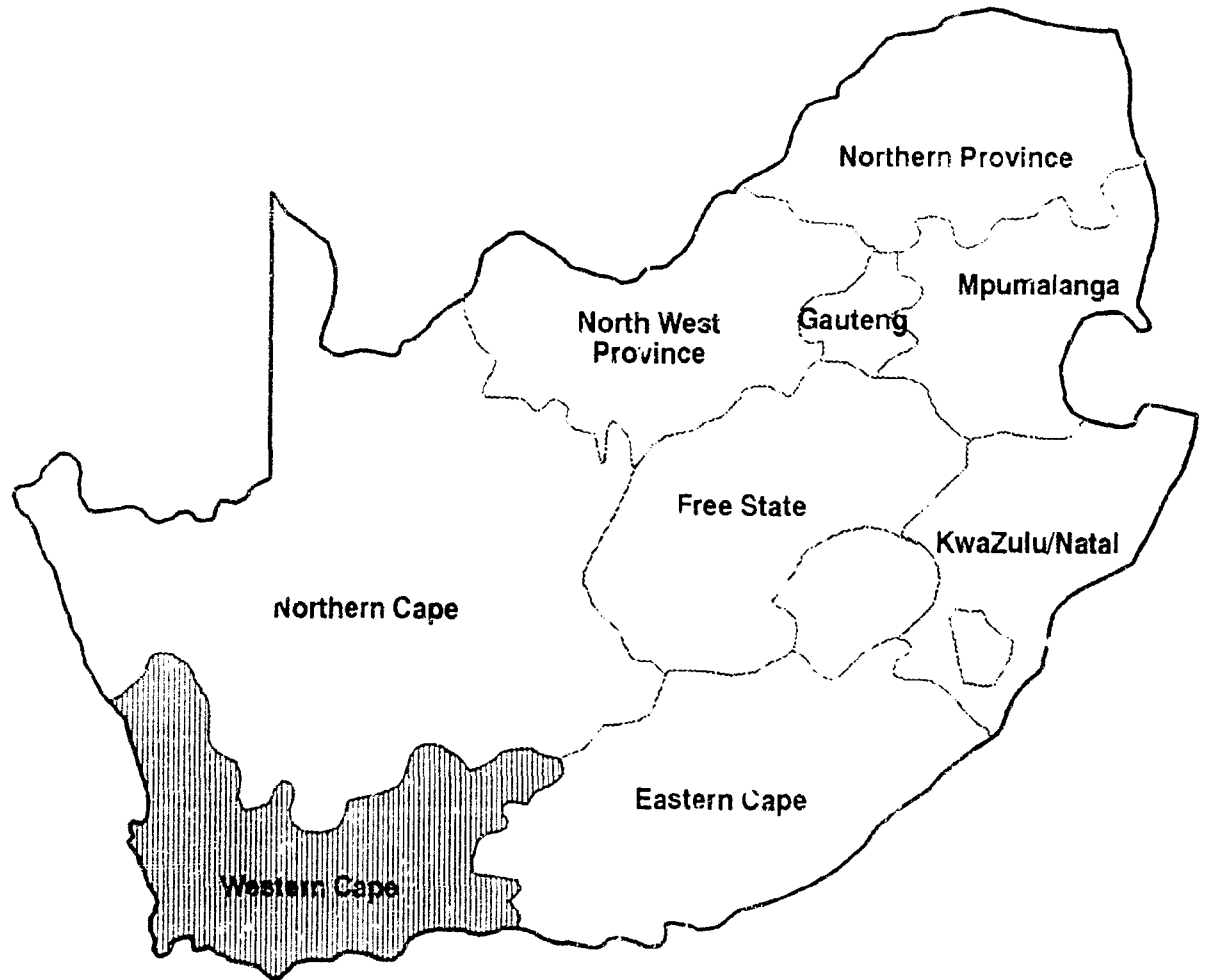 Northern Province
Mpumalanga
Gauteng
North West
Province
Free State
KwaZulu/Natal
Northern Cape
Eastern Cape
Western Cape